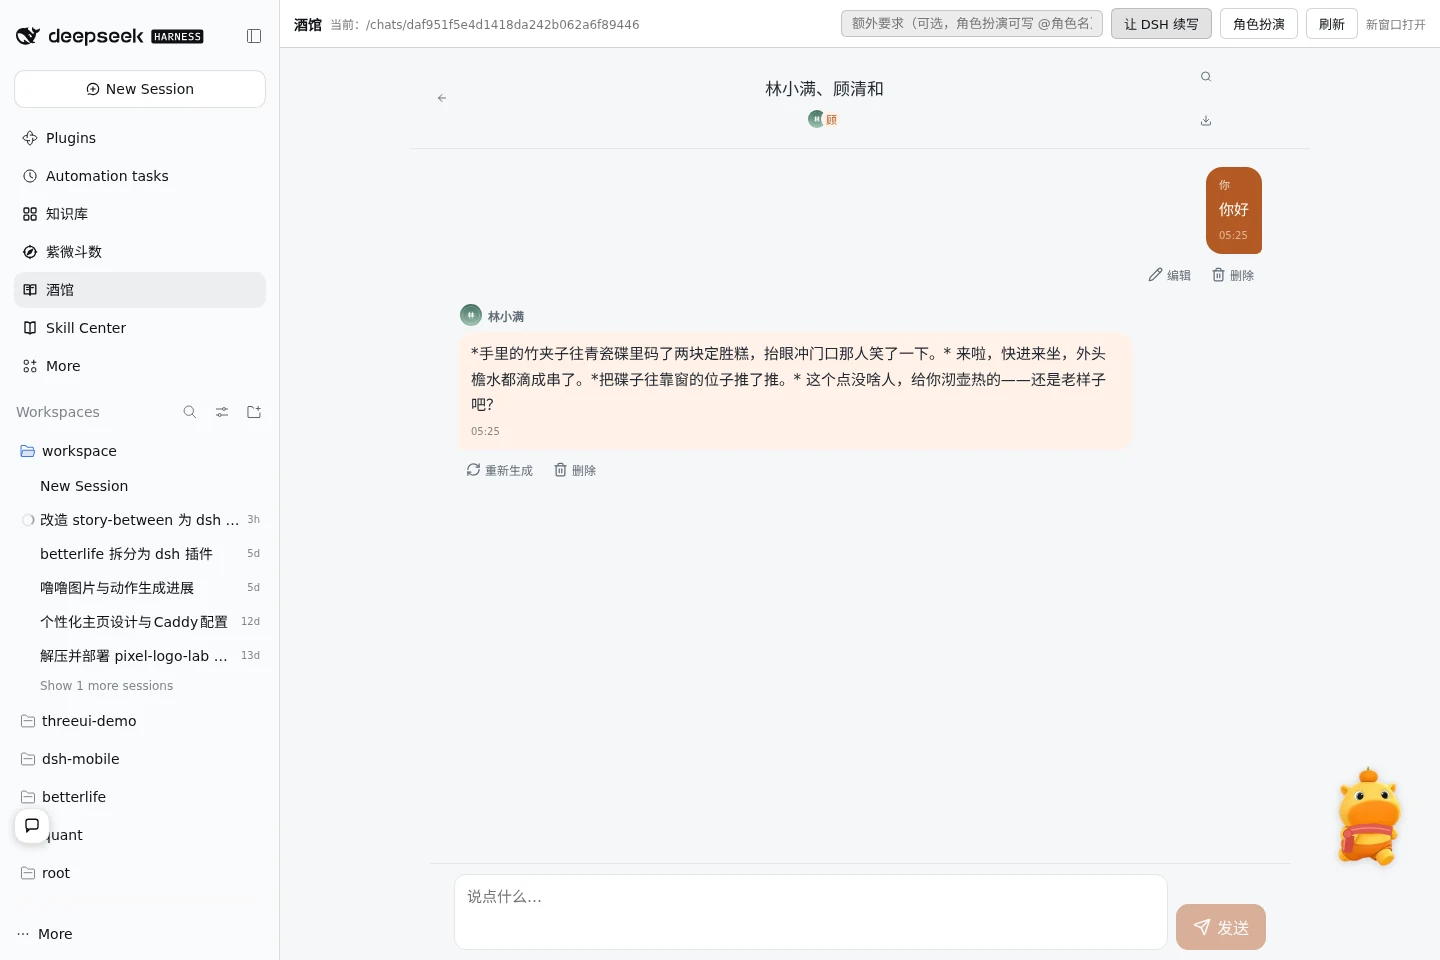 deepseek HARNESS
New Session
Plugins
Automation tasks
知识库
紫微斗数
酒馆
Skill Center
More
Workspaces
workspace
New Session
改造 story-between 为 dsh ... 3h
betterlife 拆分为 dsh 插件 5d
噜噜图片与动作生成进展 5d
个性化主页设计与Caddy配置 12d
解压并部署 pixel-logo-lab ... 13d
Show 1 more sessions
threeui-demo
dsh-mobile
betterlife
quant
root
More
酒馆 当前：/chats/daf951f5e4d1418da242b062a6f89446
额外要求（可选，角色扮演可写 @角色名
让 DSH 续写
角色扮演
刷新
新窗口打开
林小满、顾清和
林 顾
你
你好
05:25
编辑 删除
林 林小满
*手里的竹夹子往青瓷碟里码了两块定胜糕，抬眼冲门口那人笑了一下。* 来啦，快进来坐，外头
檐水都滴成串了。*把碟子往靠窗的位子推了推。* 这个点没啥人，给你沏壶热的——还是老样子
吧？
05:25
重新生成 删除
说点什么...
发送